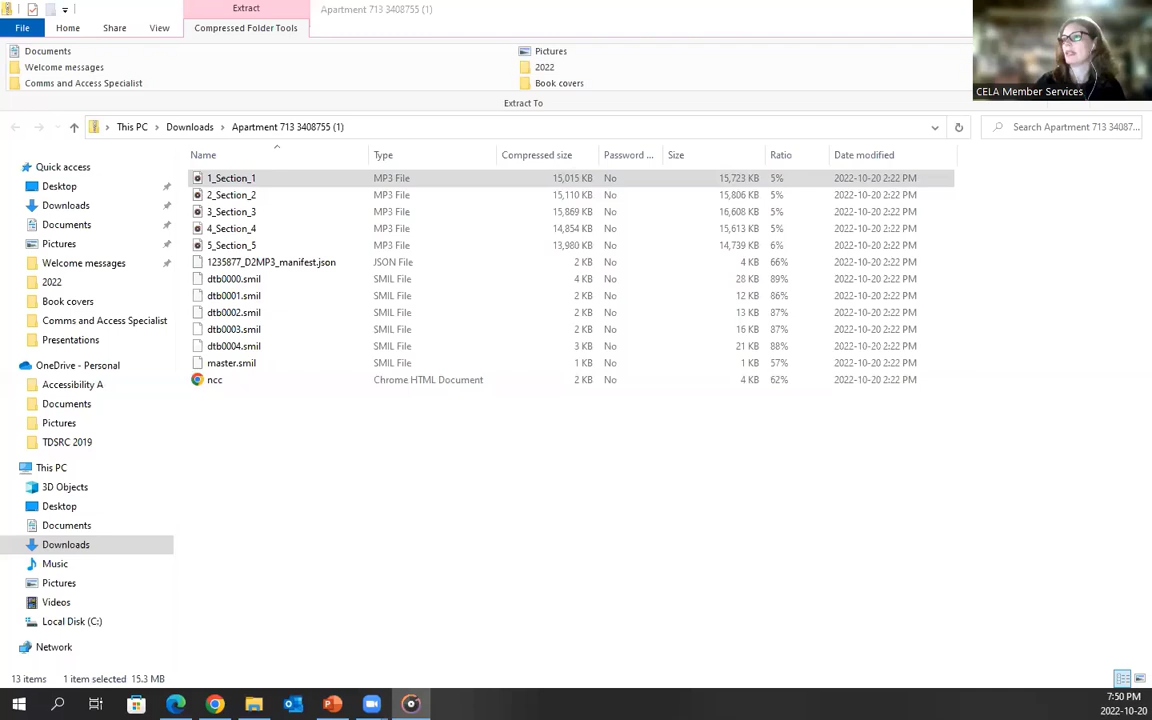 Extract
Apartment 713 3408755 (1)
File
Home
Share
View
Compressed Folder Tools
Documents
Pictures
Welcome messages
2022
Comms and Access Specialist
Book covers
Extract To
CELA Member Services
This PC
Downloads
Apartment 713 3408755 (1)
Search Apartment 713 34087...
Name
Type
Compressed size
Password ...
Size
Ratio
Date modified
1_Section_1 MP3 File 15,015 KB No 15,723 KB 5% 2022-10-20 2:22 PM
2_Section_2 MP3 File 15,110 KB No 15,806 KB 5% 2022-10-20 2:22 PM
3_Section_3 MP3 File 15,869 KB No 16,608 KB 5% 2022-10-20 2:22 PM
4_Section_4 MP3 File 14,854 KB No 15,613 KB 5% 2022-10-20 2:22 PM
5_Section_5 MP3 File 13,980 KB No 14,739 KB 6% 2022-10-20 2:22 PM
1235877_D2MP3_manifest.json JSON File 2 KB No 4 KB 66% 2022-10-20 2:22 PM
dtb0000.smil SMIL File 4 KB No 28 KB 89% 2022-10-20 2:22 PM
dtb0001.smil SMIL File 2 KB No 12 KB 86% 2022-10-20 2:22 PM
dtb0002.smil SMIL File 2 KB No 13 KB 87% 2022-10-20 2:22 PM
dtb0003.smil SMIL File 2 KB No 16 KB 87% 2022-10-20 2:22 PM
dtb0004.smil SMIL File 3 KB No 21 KB 88% 2022-10-20 2:22 PM
master.smil SMIL File 1 KB No 1 KB 57% 2022-10-20 2:22 PM
ncc Chrome HTML Document 2 KB No 4 KB 62% 2022-10-20 2:22 PM
Quick access
Desktop
Downloads
Documents
Pictures
Welcome messages
2022
Book covers
Comms and Access Specialist
Presentations
OneDrive - Personal
Accessibility A
Documents
Pictures
TDSRC 2019
This PC
3D Objects
Desktop
Documents
Downloads
Music
Pictures
Videos
Local Disk (C:)
Network
13 items
1 item selected 15.3 MB
7:50 PM
2022-10-20